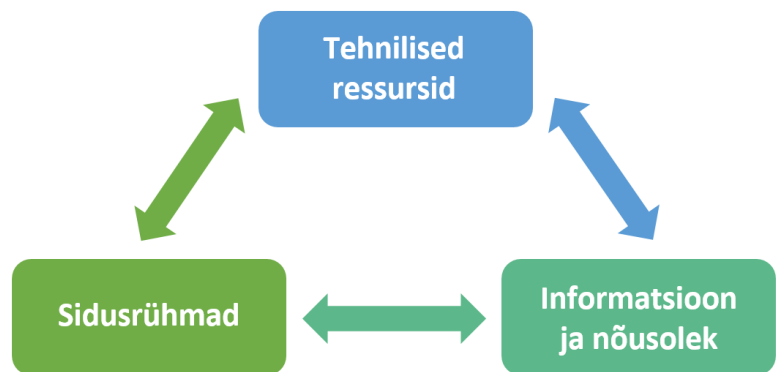 Tehnilised
ressursid
Sidusrühmad
Informatsioon
ja nõusolek